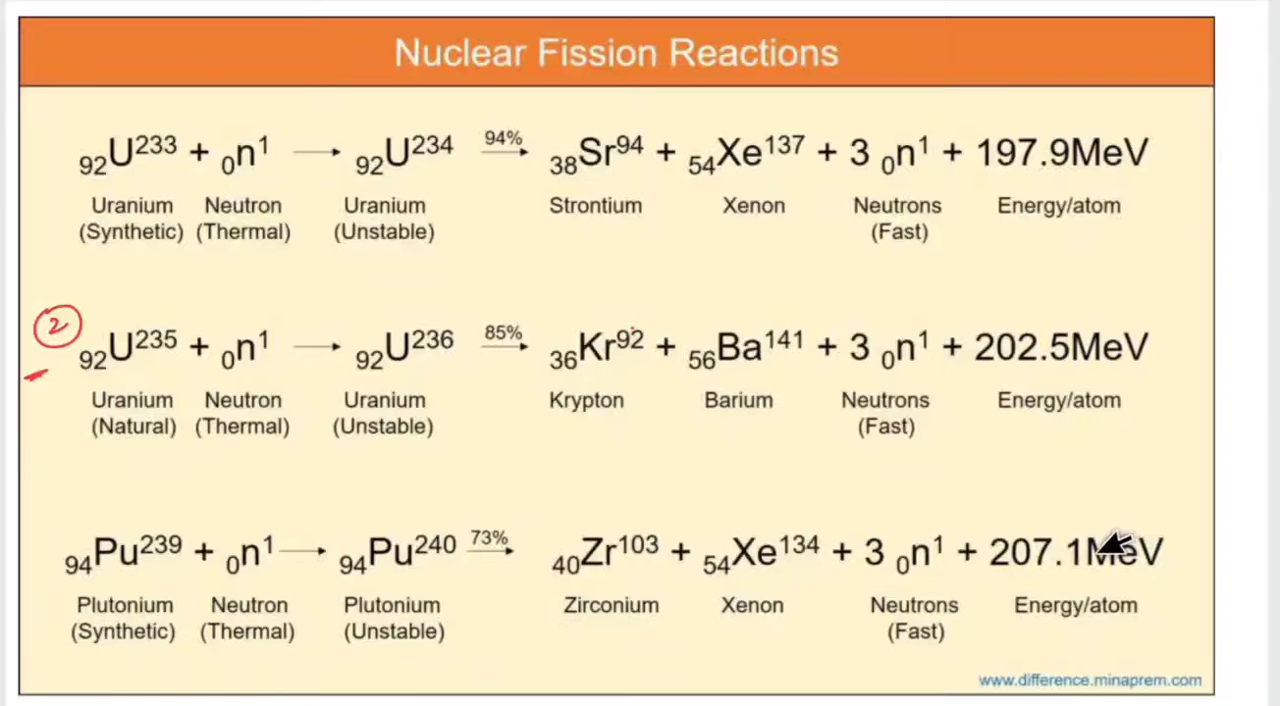 Nuclear Fission Reactions
₉₂U²³³ + ₀n¹ → ₉₂U²³⁴ 94% → ₃₈Sr⁹⁴ + ₅₄Xe¹³⁷ + 3 ₀n¹ + 197.9MeV
Uranium Neutron Uranium Strontium Xenon Neutrons Energy/atom
(Synthetic) (Thermal) (Unstable) (Fast)
2
₉₂U²³⁵ + ₀n¹ → ₉₂U²³⁶ 85% → ₃₆Kr⁹² + ₅₆Ba¹⁴¹ + 3 ₀n¹ + 202.5MeV
Uranium Neutron Uranium Krypton Barium Neutrons Energy/atom
(Natural) (Thermal) (Unstable) (Fast)
₉₄Pu²³⁹ + ₀n¹ → ₉₄Pu²⁴⁰ 73% → ₄₀Zr¹⁰³ + ₅₄Xe¹³⁴ + 3 ₀n¹ + 207.1MeV
Plutonium Neutron Plutonium Zirconium Xenon Neutrons Energy/atom
(Synthetic) (Thermal) (Unstable) (Fast)
www.difference.minaprem.com